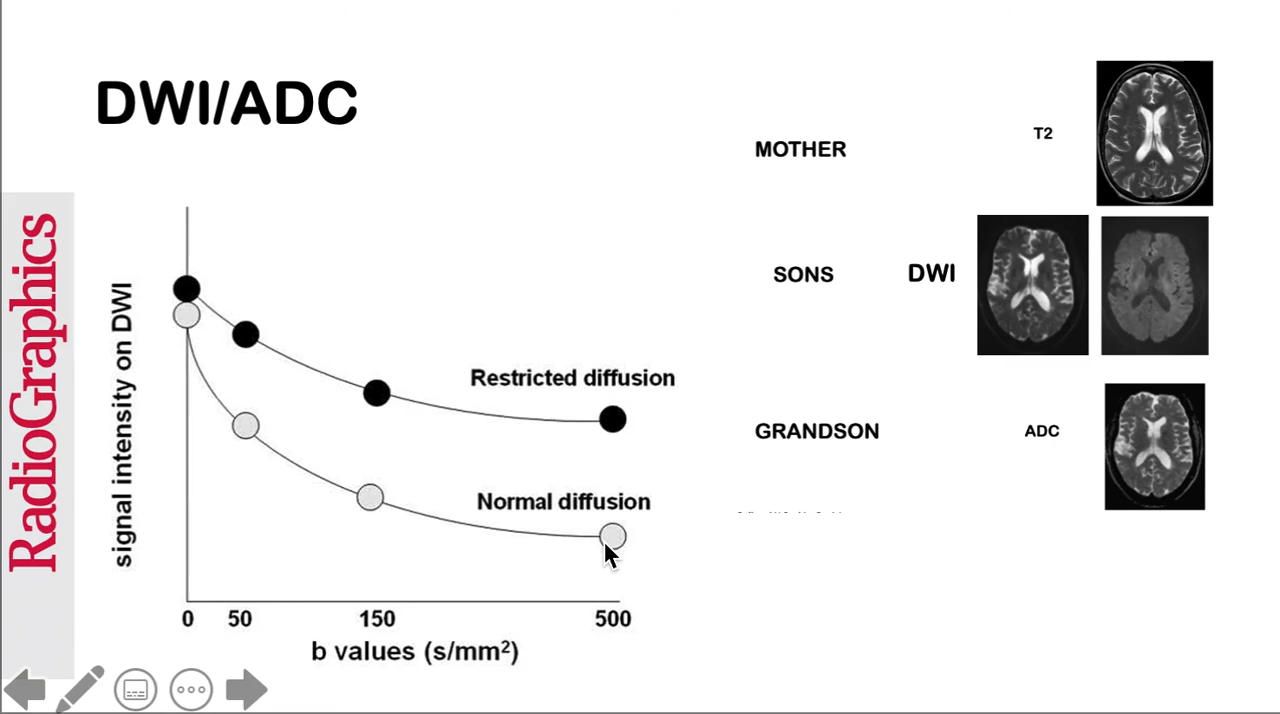 DWI/ADC
RadioGraphics
signal intensity on DWI
Restricted diffusion
Normal diffusion
0 50 150 500
b values (s/mm²)
MOTHER T2
SONS DWI
GRANDSON ADC